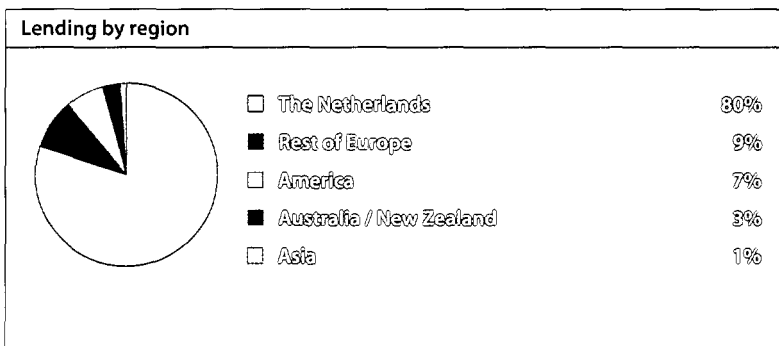 Lending by region
The Netherlands 80%
Rest of Europe 9%
America 7%
Australia / New Zealand 3%
Asia 1%